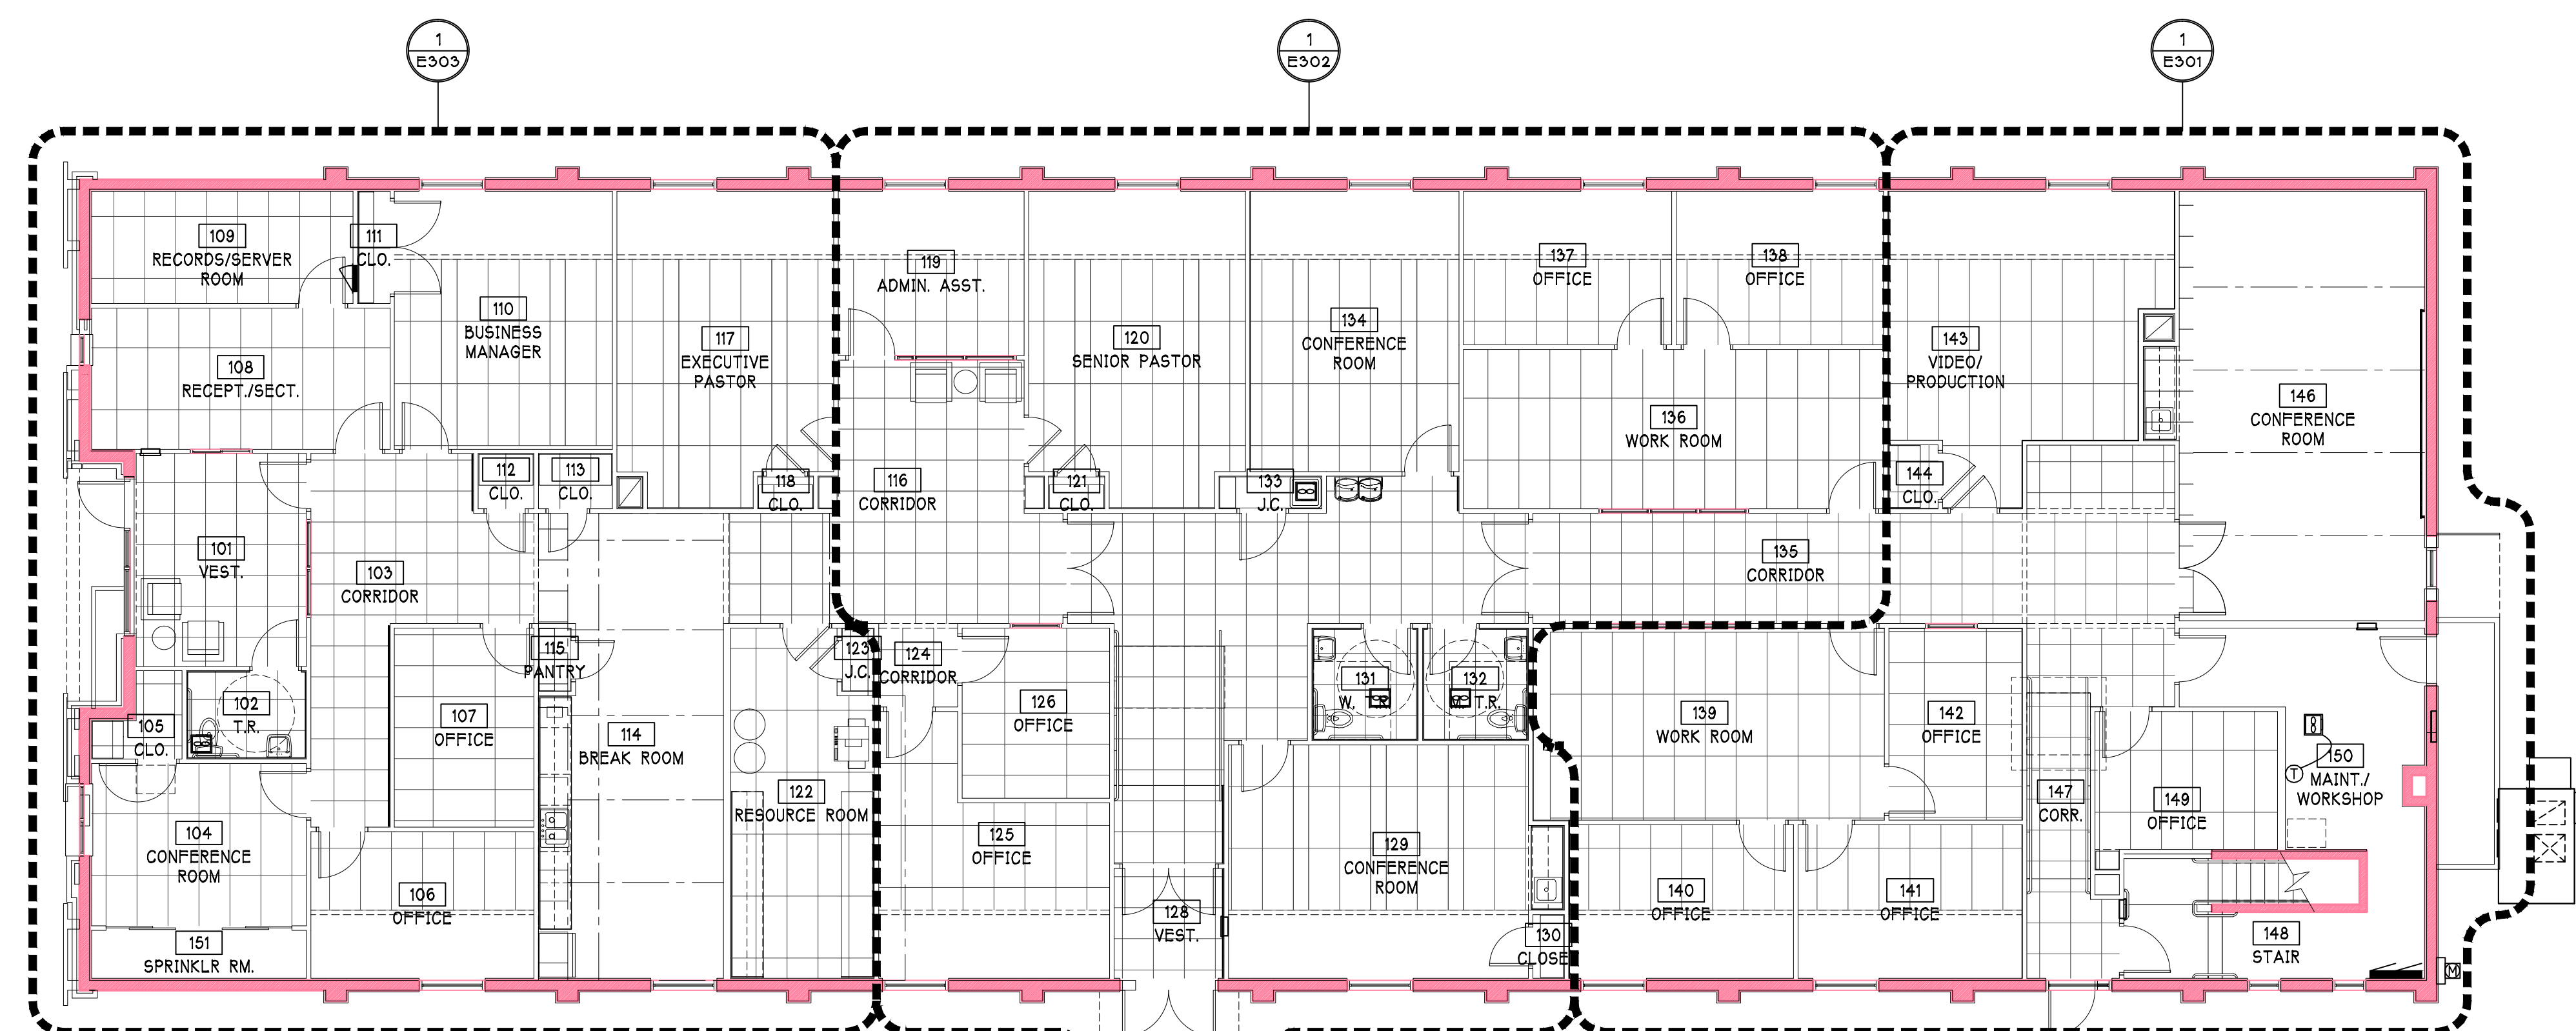 1
E303
1
E302
1
E301
109
RECORDS/SERVER
ROOM
111
CLO.
110
BUSINESS
MANAGER
108
RECEPT./SECT.
117
EXECUTIVE
PASTOR
119
ADMIN. ASST.
120
SENIOR PASTOR
134
CONFERENCE
ROOM
137
OFFICE
138
OFFICE
136
WORK ROOM
143
VIDEO/
PRODUCTION
146
CONFERENCE
ROOM
112
CLO.
113
CLO.
118
CLO.
116
CORRIDOR
121
CLO.
133
J.C.
144
CLO.
101
VEST.
103
CORRIDOR
135
CORRIDOR
115
PANTRY
123
J.C.
124
CORRIDOR
131
W. T.R.
132
M. T.R.
102
T.R.
105
CLO.
107
OFFICE
114
BREAK ROOM
126
OFFICE
139
WORK ROOM
142
OFFICE
150
MAINT./
WORKSHOP
T
122
RESOURCE ROOM
147
CORR.
149
OFFICE
104
CONFERENCE
ROOM
125
OFFICE
129
CONFERENCE
ROOM
106
OFFICE
140
OFFICE
141
OFFICE
128
VEST.
130
CLOSE
148
STAIR
151
SPRINKLR RM.
M